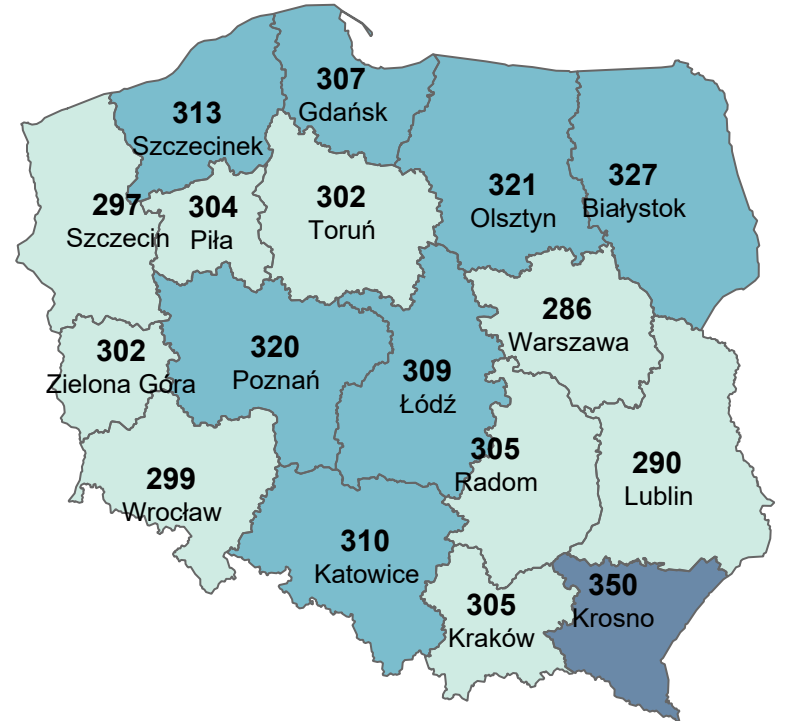 307
Gdańsk
313
Szczecinek
327
Białystok
321
Olsztyn
302
Toruń
304
Piła
297
Szczecin
286
Warszawa
320
Poznań
302
Zielona Góra
309
Łódź
305
Radom
290
Lublin
299
Wrocław
310
Katowice
350
Krosno
305
Kraków